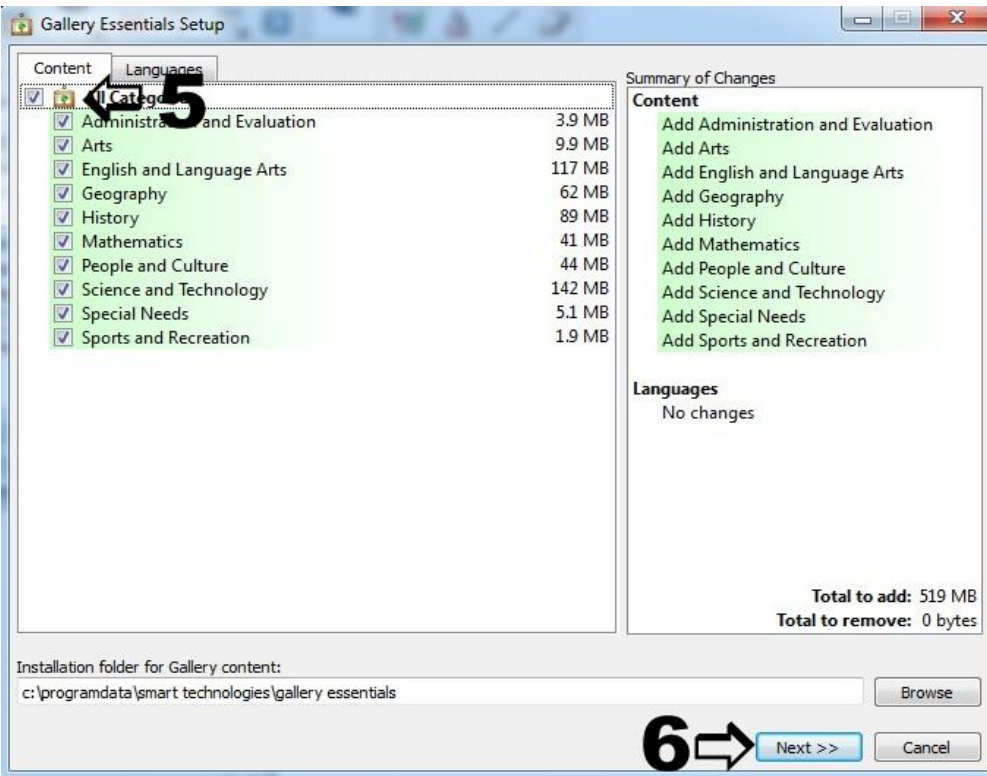 Gallery Essentials Setup
Content Languages
5
All Categories
Administration and Evaluation 3.9 MB
Arts 9.9 MB
English and Language Arts 117 MB
Geography 62 MB
History 89 MB
Mathematics 41 MB
People and Culture 44 MB
Science and Technology 142 MB
Special Needs 5.1 MB
Sports and Recreation 1.9 MB
Summary of Changes
Content
Add Administration and Evaluation
Add Arts
Add English and Language Arts
Add Geography
Add History
Add Mathematics
Add People and Culture
Add Science and Technology
Add Special Needs
Add Sports and Recreation
Languages
No changes
Total to add: 519 MB
Total to remove: 0 bytes
Installation folder for Gallery content:
c:\programdata\smart technologies\gallery essentials
Browse
6 Next >> Cancel